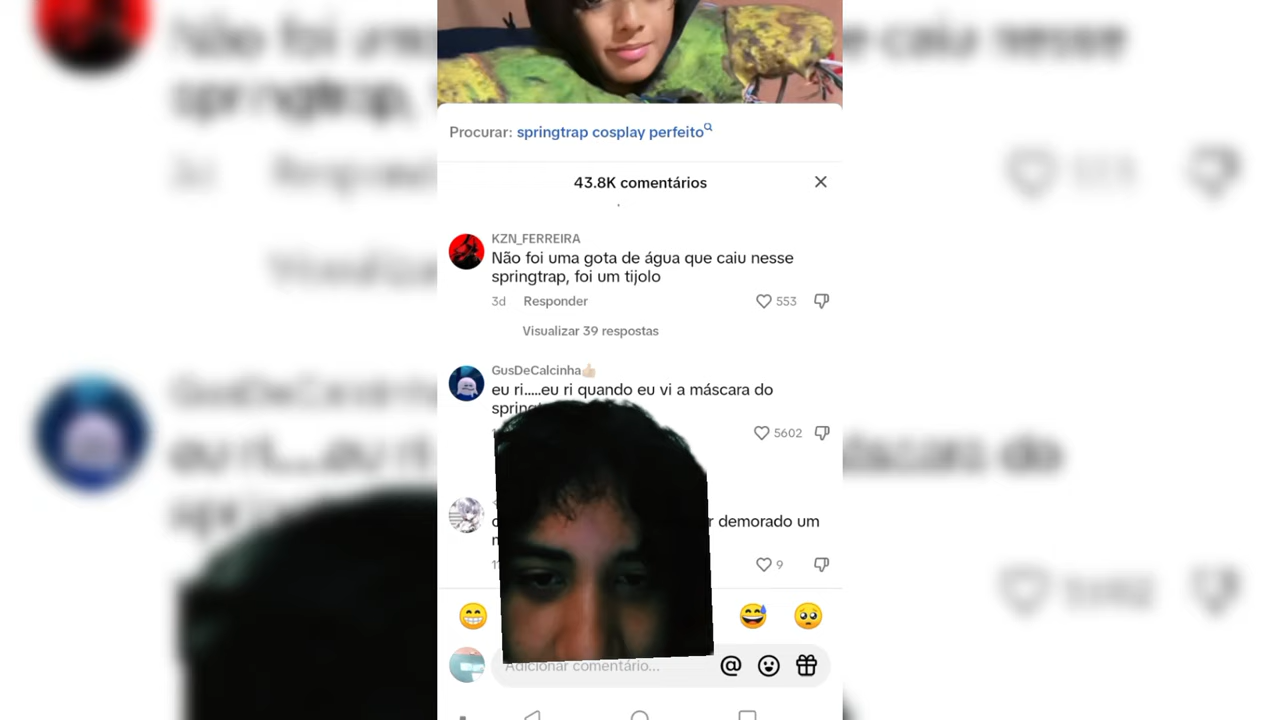 Procurar: springtrap cosplay perfeito
43.8K comentários
KZN_FERREIRA
Não foi uma gota de água que caiu nesse
springtrap, foi um tijolo
3d Responder 553
Visualizar 39 respostas
GusDeCalcinha👍🏻
eu ri.....eu ri quando eu vi a máscara do
5602
demorado um
9
Adicionar comentário...